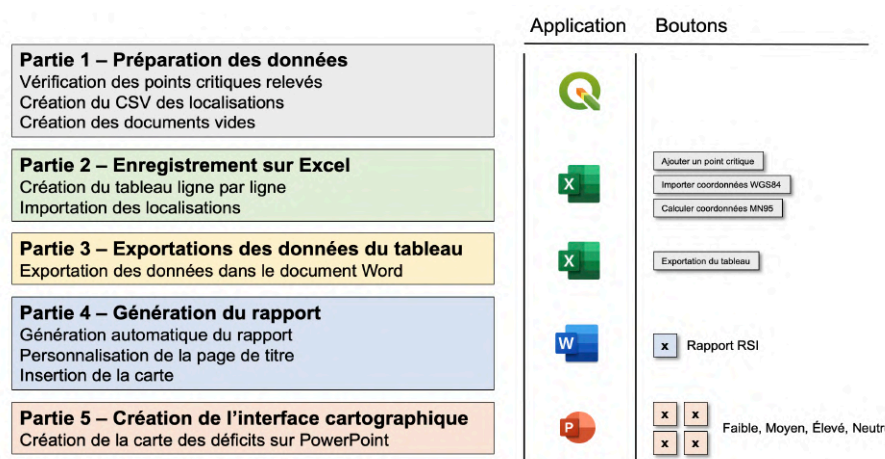 Application Boutons
Partie 1 – Préparation des données
Vérification des points critiques relevés
Création du CSV des localisations
Création des documents vides
Partie 2 – Enregistrement sur Excel
Création du tableau ligne par ligne
Importation des localisations
X
Ajouter un point critique
Importer coordonnées WGS84
Calculer coordonnées MN95
Partie 3 – Exportations des données du tableau
Exportation des données dans le document Word
X
Exportation du tableau
Partie 4 – Génération du rapport
Génération automatique du rapport
Personnalisation de la page de titre
Insertion de la carte
W
x Rapport RSI
Partie 5 – Création de l’interface cartographique
Création de la carte des déficits sur PowerPoint
P
x x
x x
Faible, Moyen, Élevé, Neutr